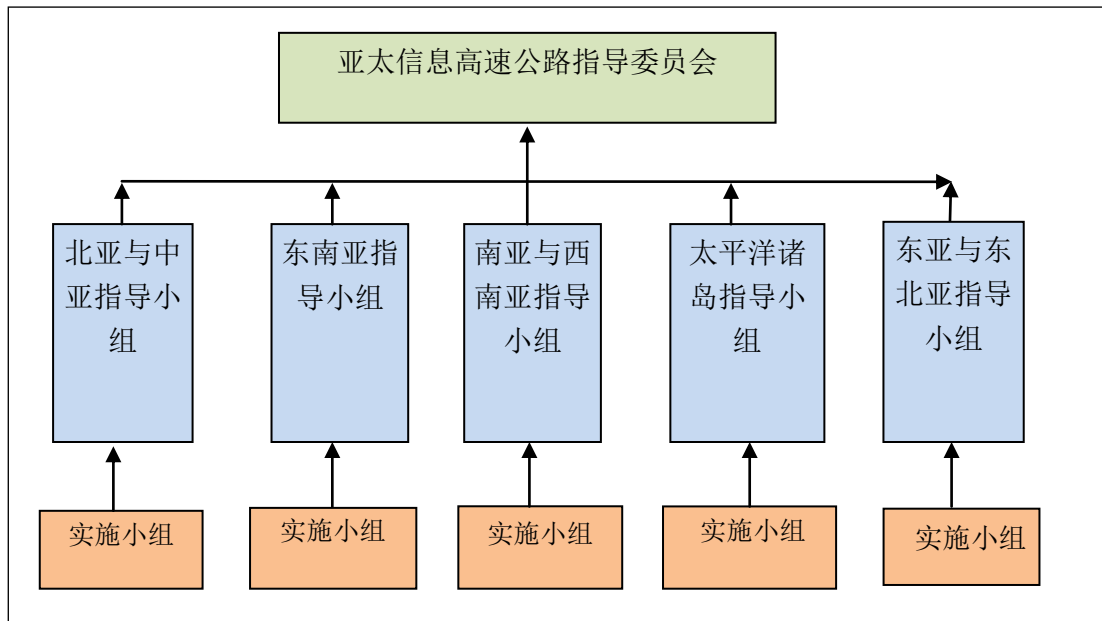 亚太信息高速公路指导委员会
北亚与中
亚指导小
组
东南亚指
导小组
南亚与西
南亚指导
小组
太平洋诸
岛指导小
组
东亚与东
北亚指导
小组
实施小组
实施小组
实施小组
实施小组
实施小组